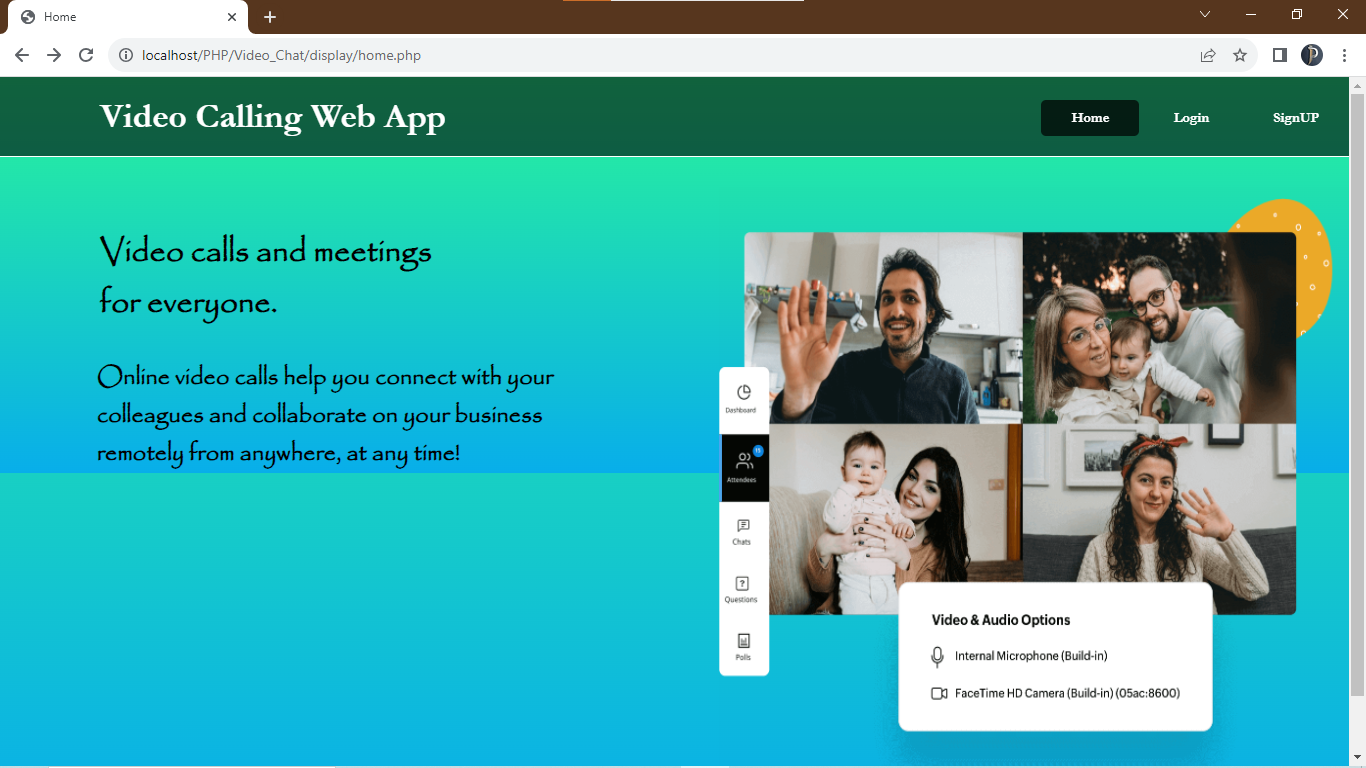 Home
localhost/PHP/Video_Chat/display/home.php
Video Calling Web App
Home
Login
SignUP
Video calls and meetings
for everyone.
Online video calls help you connect with your
colleagues and collaborate on your business
remotely from anywhere, at any time!
Dashboard
Attendees
Chats
Questions
Polls
Video & Audio Options
Internal Microphone (Build-in)
FaceTime HD Camera (Build-in) (05ac:8600)